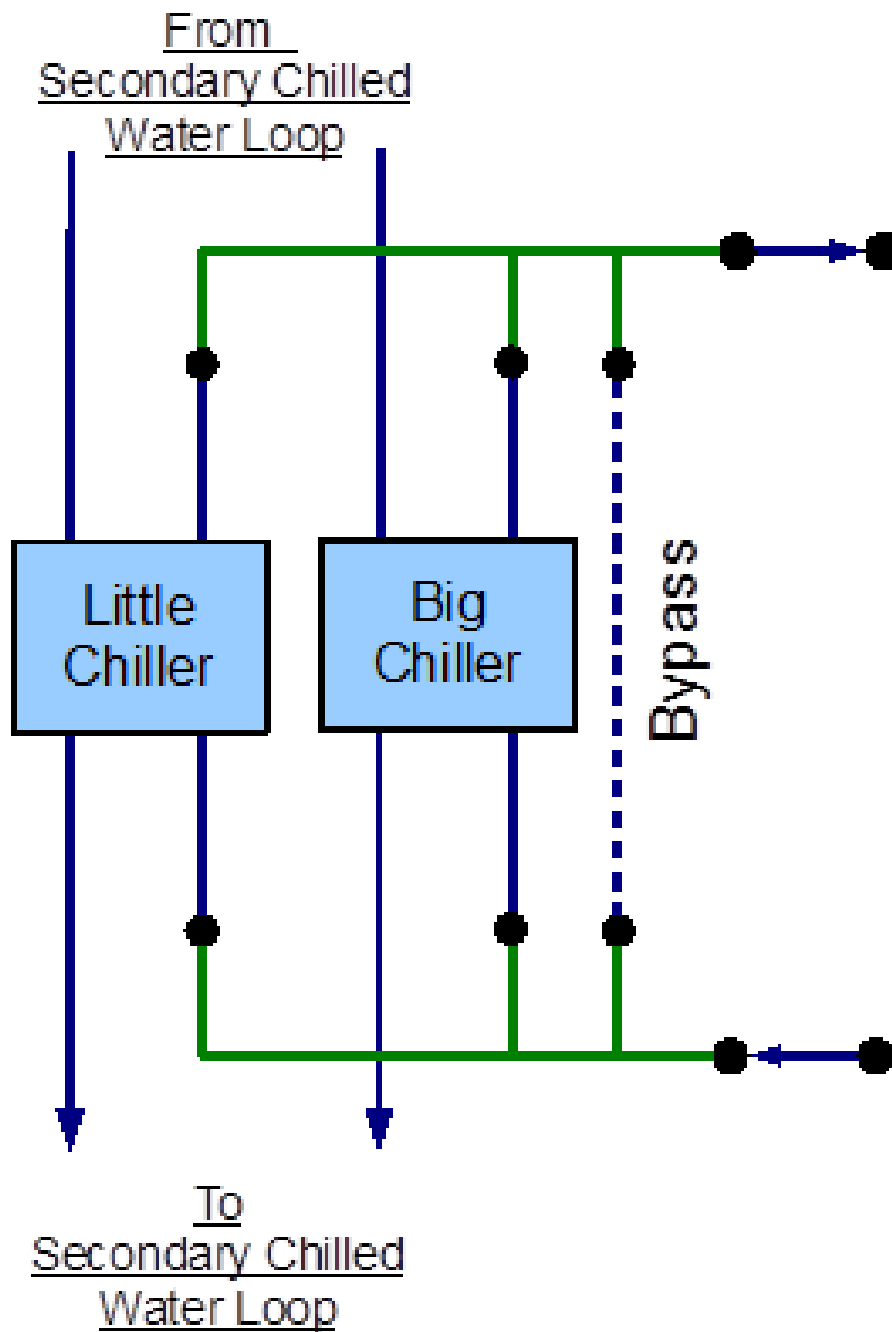 From
Secondary Chilled
Water Loop
Little
Chiller
Big
Chiller
Bypass
To
Secondary Chilled
Water Loop